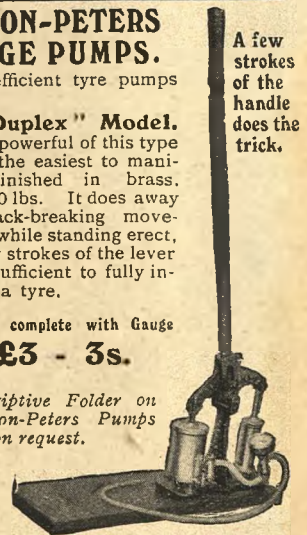 ON-PETERS
GE PUMPS.
efficient tyre pumps
Duplex" Model.
powerful of this type
the easiest to mani-
inished in brass.
0 lbs. It does away
ack-breaking move-
while standing erect,
strokes of the lever
ufficient to fully in-
a tyre.
complete with Gauge
£3 - 3s.
riptive Folder on
on-Peters Pumps
on request.
A few
strokes
of the
handle
does the
trick.